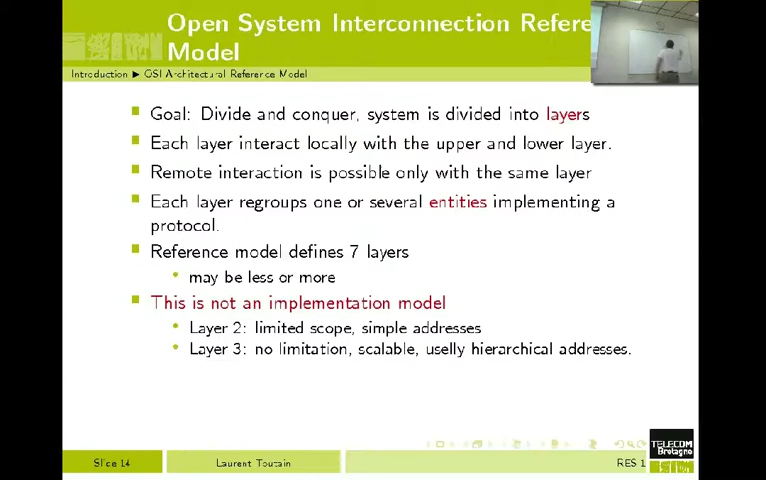 Open System Interconnection Refere
Model
Introduction ▶ OSI Architectural Reference Model
Goal: Divide and conquer, system is divided into layers
Each layer interact locally with the upper and lower layer.
Remote interaction is possible only with the same layer
Each layer regroups one or several entities implementing a
protocol.
Reference model defines 7 layers
may be less or more
This is not an implementation model
Layer 2: limited scope, simple addresses
Layer 3: no limitation, scalable, uselly hierarchical addresses.
Slide 14
Laurent Toutain
RES 1
TELECOM
Bretagne